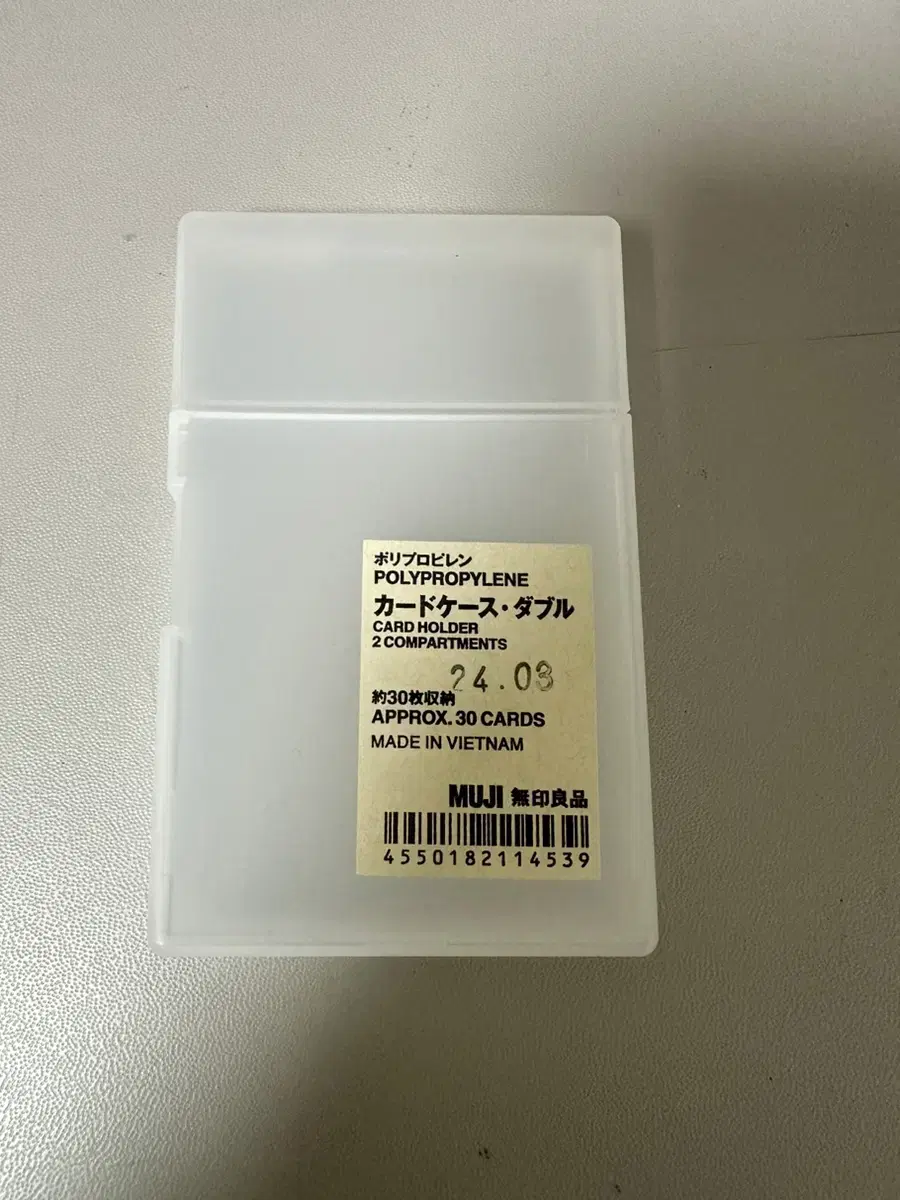 ポリプロピレン
POLYPROPYLENE
カードケース・ダブル
CARD HOLDER
2 COMPARTMENTS
24.03
約30枚収納
APPROX. 30 CARDS
MADE IN VIETNAM
MUJI 無印良品
4550182114539